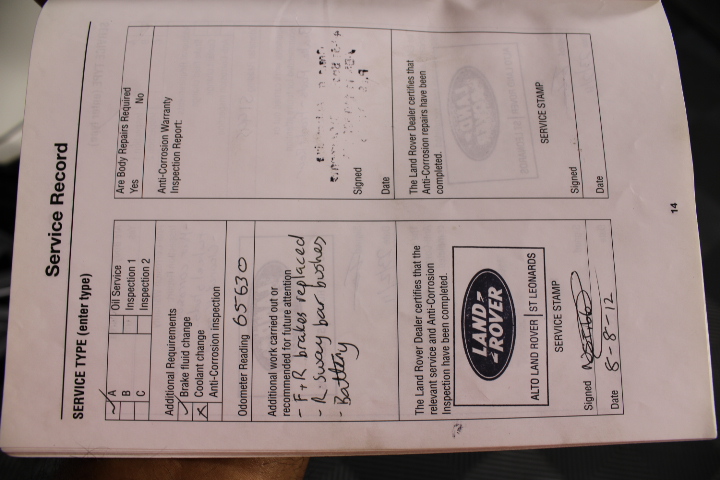 Service Record
SERVICE TYPE (enter type)
A Oil Service
B Inspection 1
C Inspection 2
Additional Requirements
Brake fluid change
Coolant change
Anti-Corrosion inspection
Odometer Reading 65630
Additional work carried out or
recommended for future attention
- F+R brakes replaced
- R-sway bar bushes
- Battery
The Land Rover Dealer certifies that the
relevant service and Anti-Corrosion
Inspection have been completed.
LAND-
ROVER
ALTO LAND ROVER | ST LEONARDS
SERVICE STAMP
Signed
Date 8-8-12
Are Body Repairs Required
Yes No
Anti-Corrosion Warranty
Inspection Report:
Signed
Date
The Land Rover Dealer certifies that
Anti-Corrosion repairs have been
completed.
SERVICE STAMP
Signed
Date
14